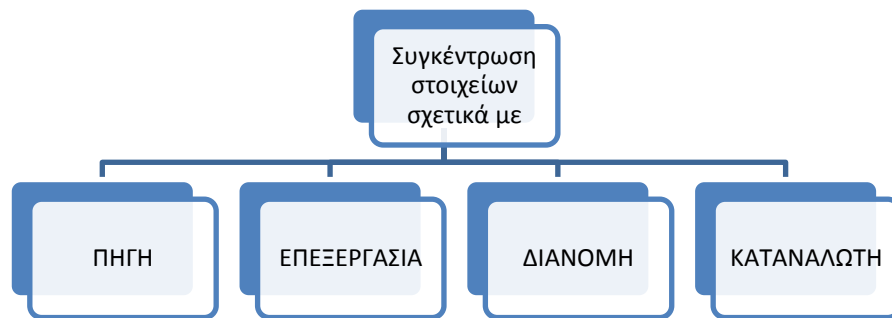 Συγκέντρωση
στοιχείων
σχετικά με
ΠΗΓΗ
ΕΠΕΞΕΡΓΑΣΙΑ
ΔΙΑΝΟΜΗ
ΚΑΤΑΝΑΛΩΤΗ